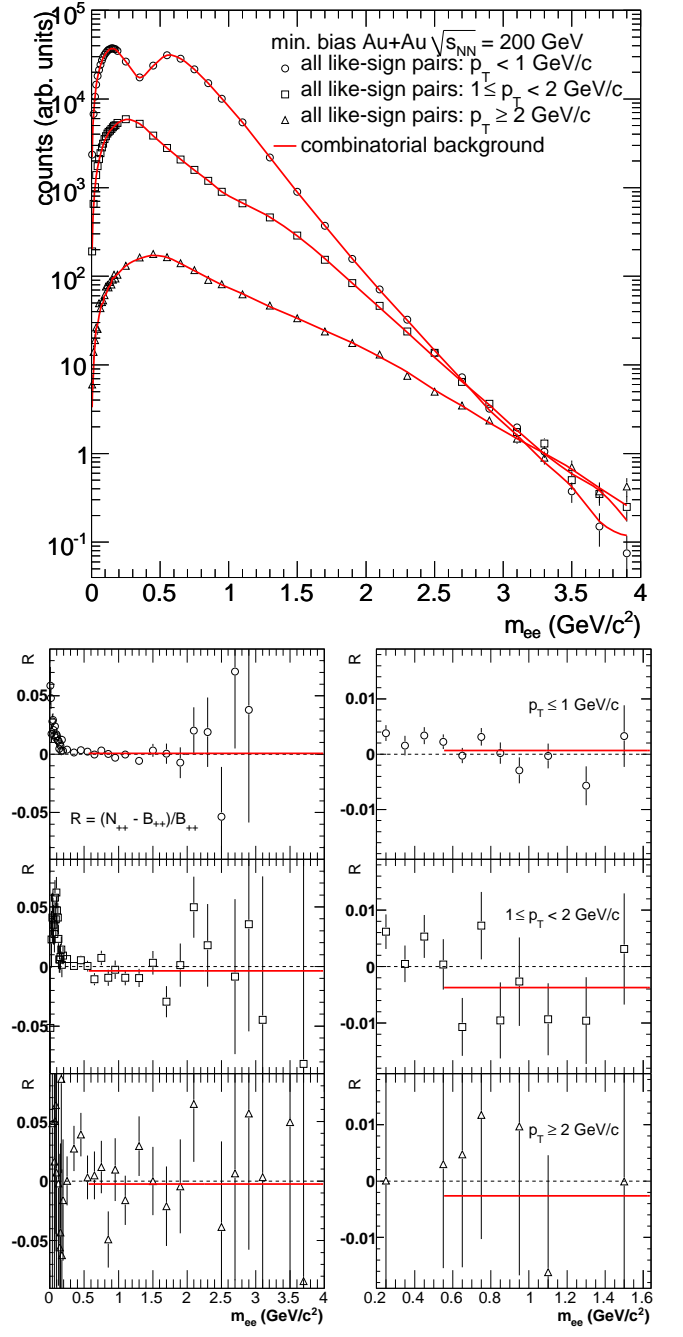 10^5
10^4
10^3
10^2
10
1
10^-1
counts (arb. units)
min. bias Au+Au √s_NN = 200 GeV
all like-sign pairs: p_T < 1 GeV/c
all like-sign pairs: 1≤ p_T < 2 GeV/c
all like-sign pairs: p_T ≥ 2 GeV/c
combinatorial background
0 0.5 1 1.5 2 2.5 3 3.5 4
m_ee (GeV/c^2)
R
0.05
0
-0.05
R = (N_++ - B_++)/B_++
R
0.01
0
-0.01
p_T ≤ 1 GeV/c
R
0.05
0
-0.05
R
0.01
0
-0.01
1≤ p_T < 2 GeV/c
R
0.05
0
-0.05
0 0.5 1 1.5 2 2.5 3 3.5 4
m_ee (GeV/c^2)
R
0.01
0
-0.01
p_T ≥ 2 GeV/c
0.2 0.4 0.6 0.8 1 1.2 1.4 1.6
m_ee (GeV/c^2)